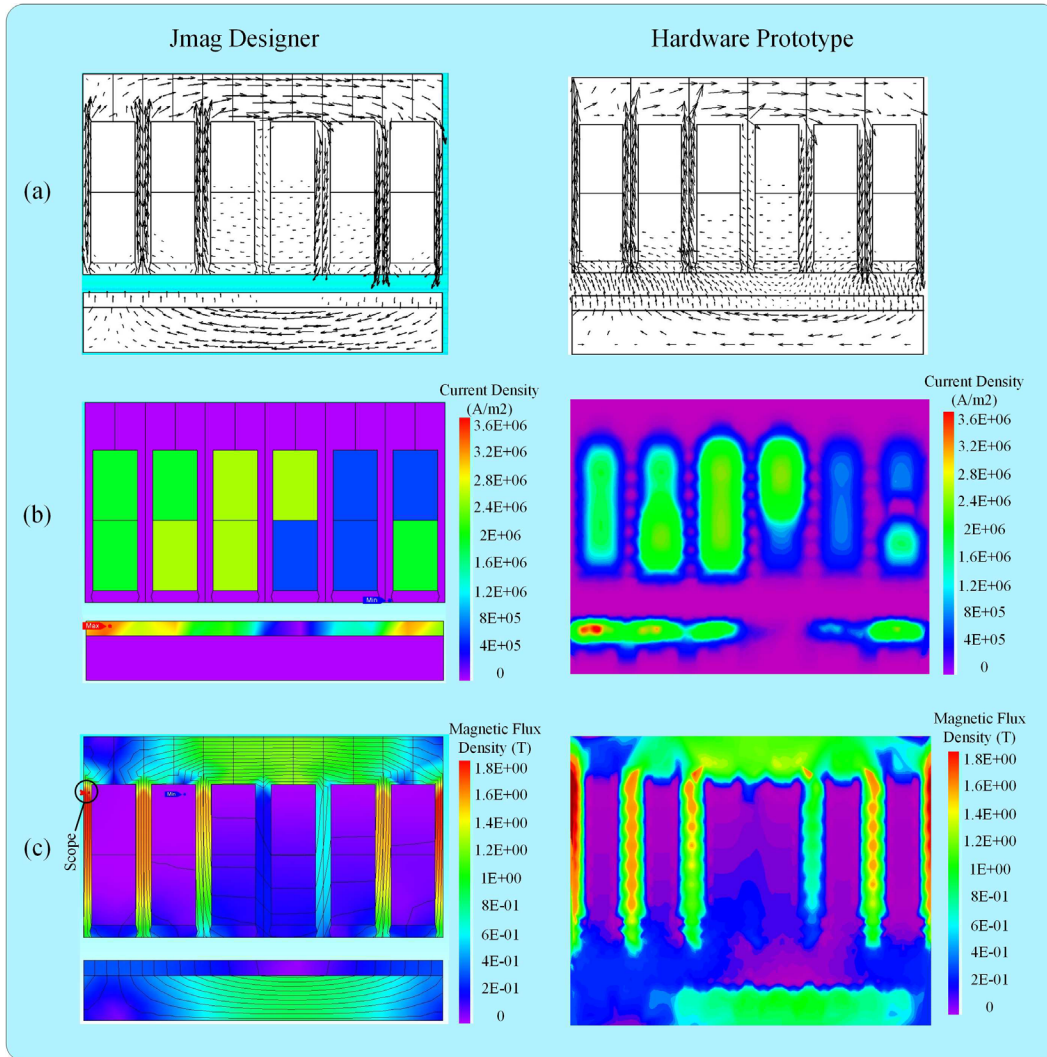 Jmag Designer
Hardware Prototype
(a)
Current Density
(A/m2)
3.6E+06
3.2E+06
2.8E+06
2.4E+06
2E+06
1.6E+06
1.2E+06
8E+05
4E+05
0
Min
Max
(b)
Current Density
(A/m2)
3.6E+06
3.2E+06
2.8E+06
2.4E+06
2E+06
1.6E+06
1.2E+06
8E+05
4E+05
0
Magnetic Flux
Density (T)
1.8E+00
1.6E+00
1.4E+00
1.2E+00
1E+00
8E-01
6E-01
4E-01
2E-01
0
Min
Scope
(c)
Magnetic Flux
Density (T)
1.8E+00
1.6E+00
1.4E+00
1.2E+00
1E+00
8E-01
6E-01
4E-01
2E-01
0